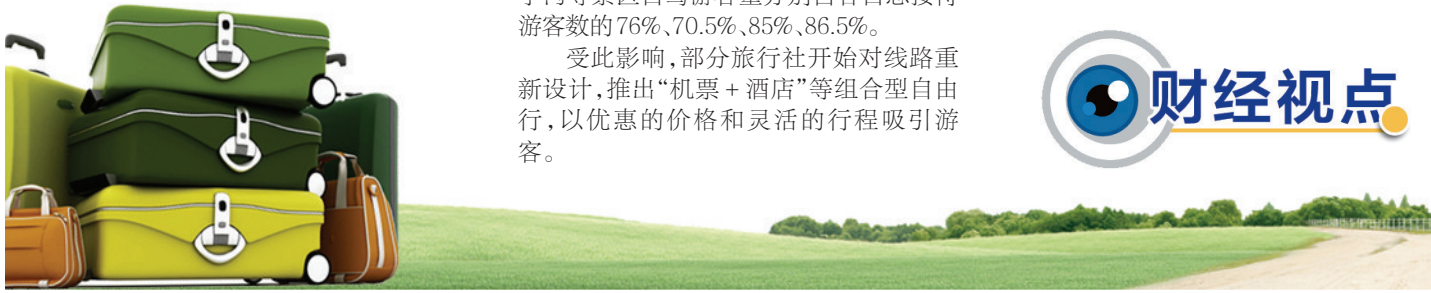 游客数的76%、70.5%、85%、86.5%。
受此影响，部分旅行社开始对线路重
新设计，推出“机票+酒店”等组合型自由
行，以优惠的价格和灵活的行程吸引游
客。
财经视点